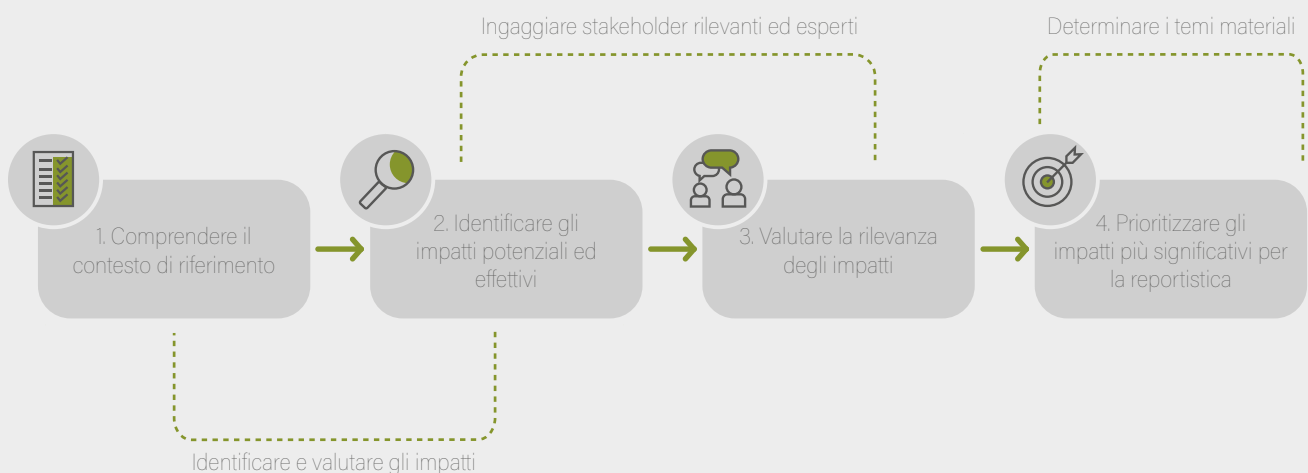 Ingaggiare stakeholder rilevanti ed esperti
Determinare i temi materiali
1. Comprendere il
contesto di riferimento
2. Identificare gli
impatti potenziali ed
effettivi
3. Valutare la rilevanza
degli impatti
4. Prioritizzare gli
impatti più significativi per
la reportistica
Identificare e valutare gli impatti